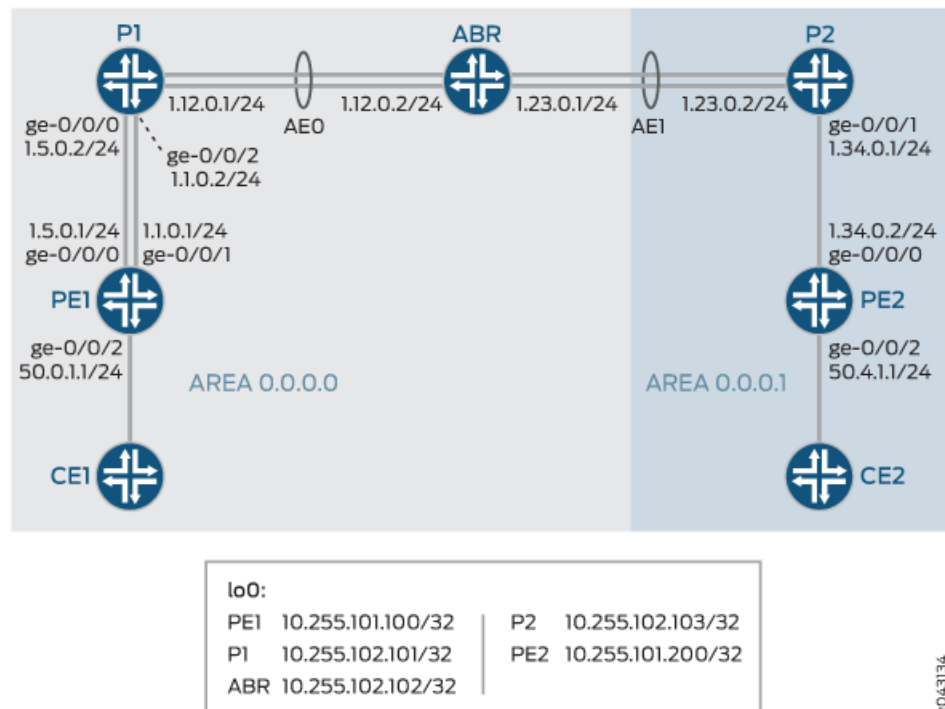 P1
ABR
P2
1.12.0.1/24
1.12.0.2/24
1.23.0.1/24
1.23.0.2/24
AE0
AE1
ge-0/0/0
1.5.0.2/24
ge-0/0/2
1.1.0.2/24
ge-0/0/1
1.34.0.1/24
1.5.0.1/24
ge-0/0/0
1.1.0.1/24
ge-0/0/1
1.34.0.2/24
ge-0/0/0
PE1
PE2
ge-0/0/2
50.0.1.1/24
ge-0/0/2
50.4.1.1/24
AREA 0.0.0.0
AREA 0.0.0.1
CE1
CE2
lo0:
PE1 10.255.101.100/32
P2 10.255.102.103/32
P1 10.255.102.101/32
PE2 10.255.101.200/32
ABR 10.255.102.102/32